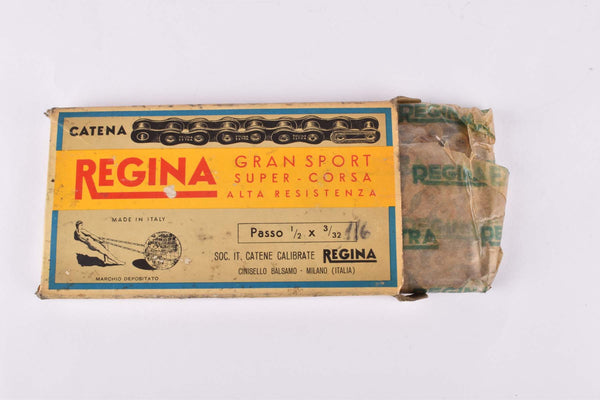 CATENA
REGINA
GRAN SPORT
SUPER-CORSA
ALTA RESISTENZA
MADE IN ITALY
MARCHIO DEPOSITATO
Passo 1/2 x 3/32 116
SOC. IT. CATENE CALIBRATE REGINA
CINISELLO BALSAMO - MILANO (ITALIA)
REGINA